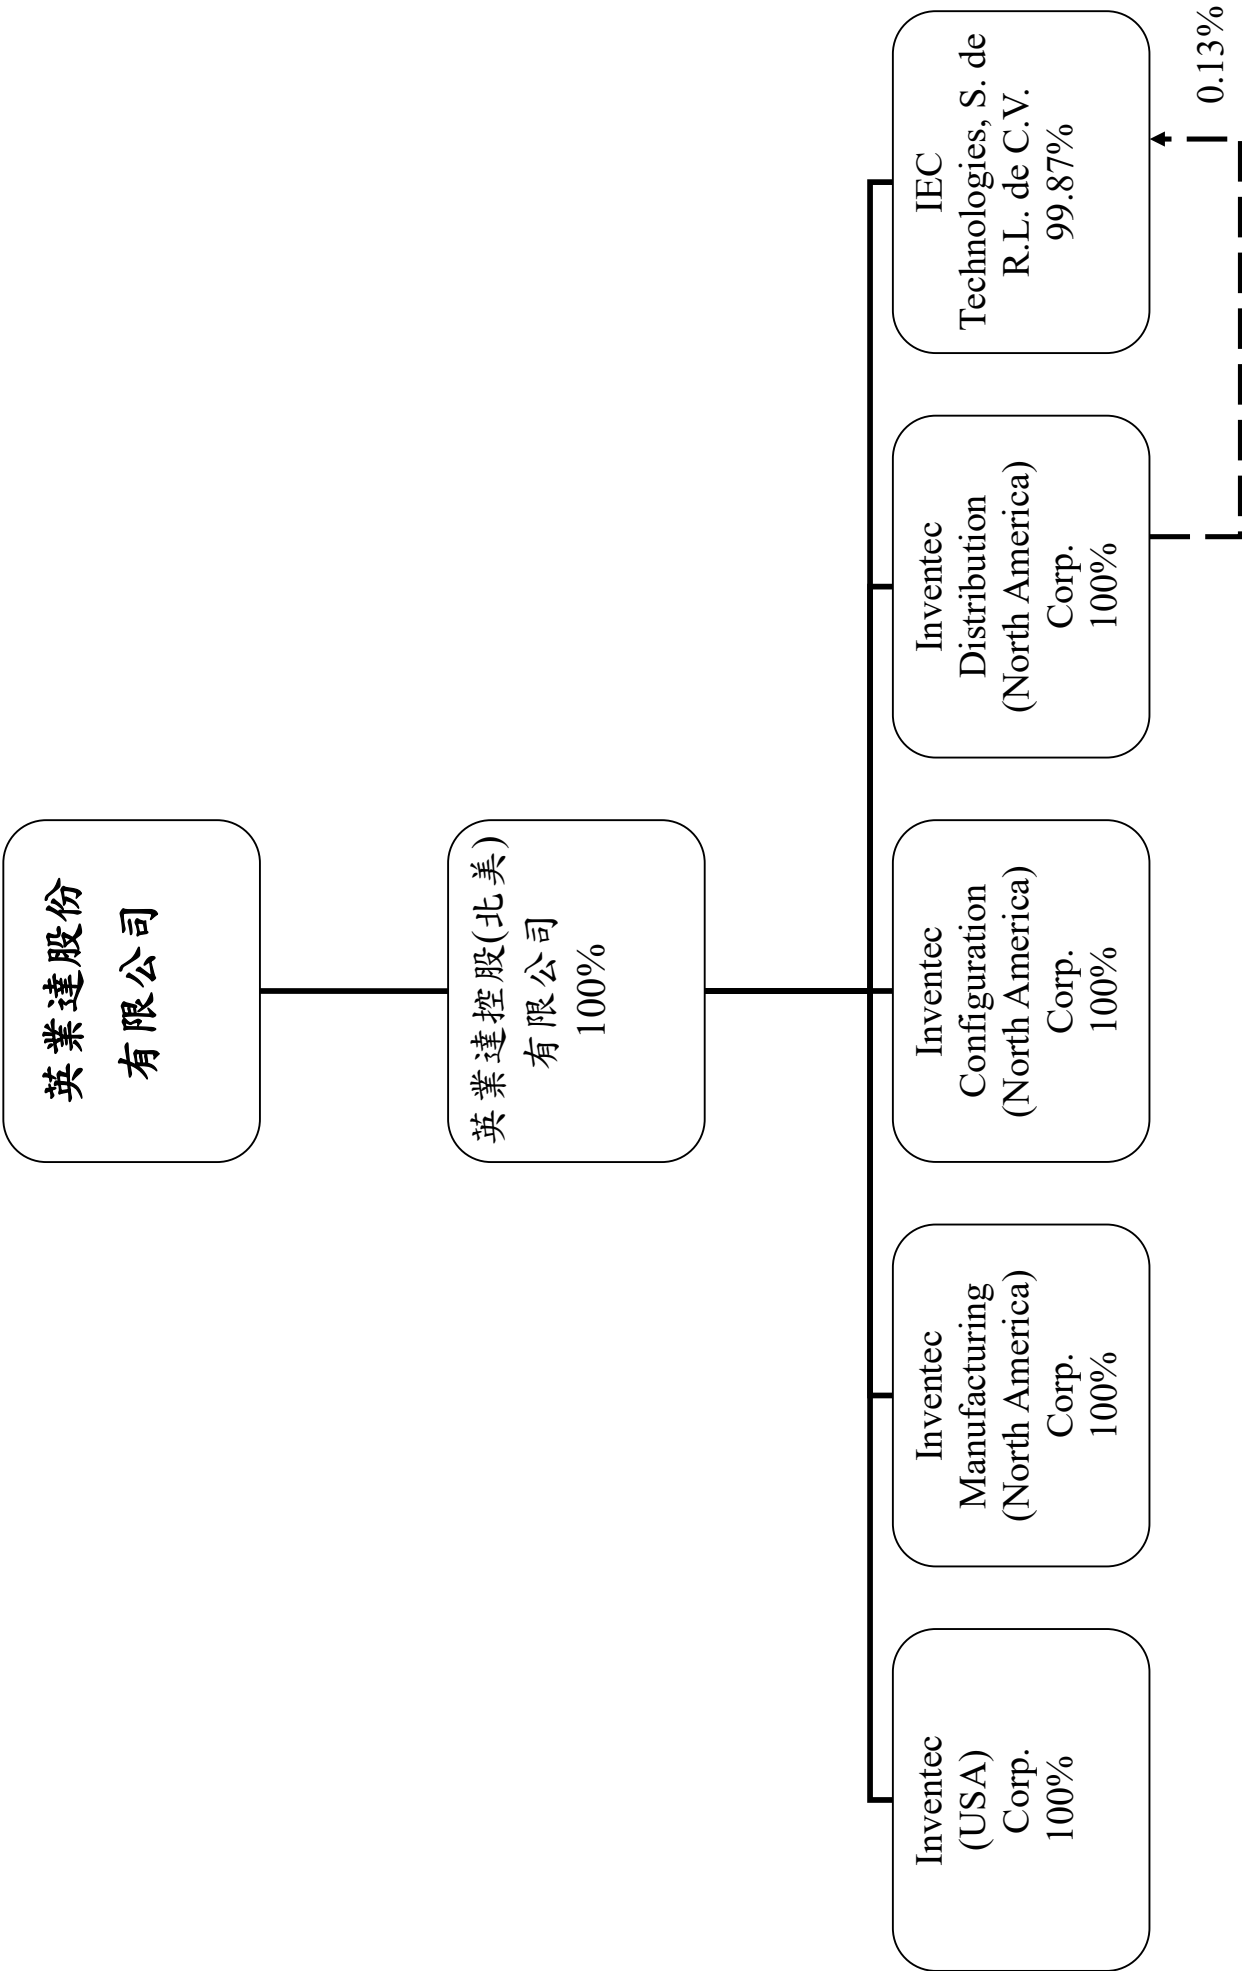 英業達股份
有限公司
英業達控股(北美)
有限公司
100%
Inventec
(USA)
Corp.
100%
Inventec
Manufacturing
(North America)
Corp.
100%
Inventec
Configuration
(North America)
Corp.
100%
Inventec
Distribution
(North America)
Corp.
100%
IEC
Technologies, S. de
R.L. de C.V.
99.87%
0.13%